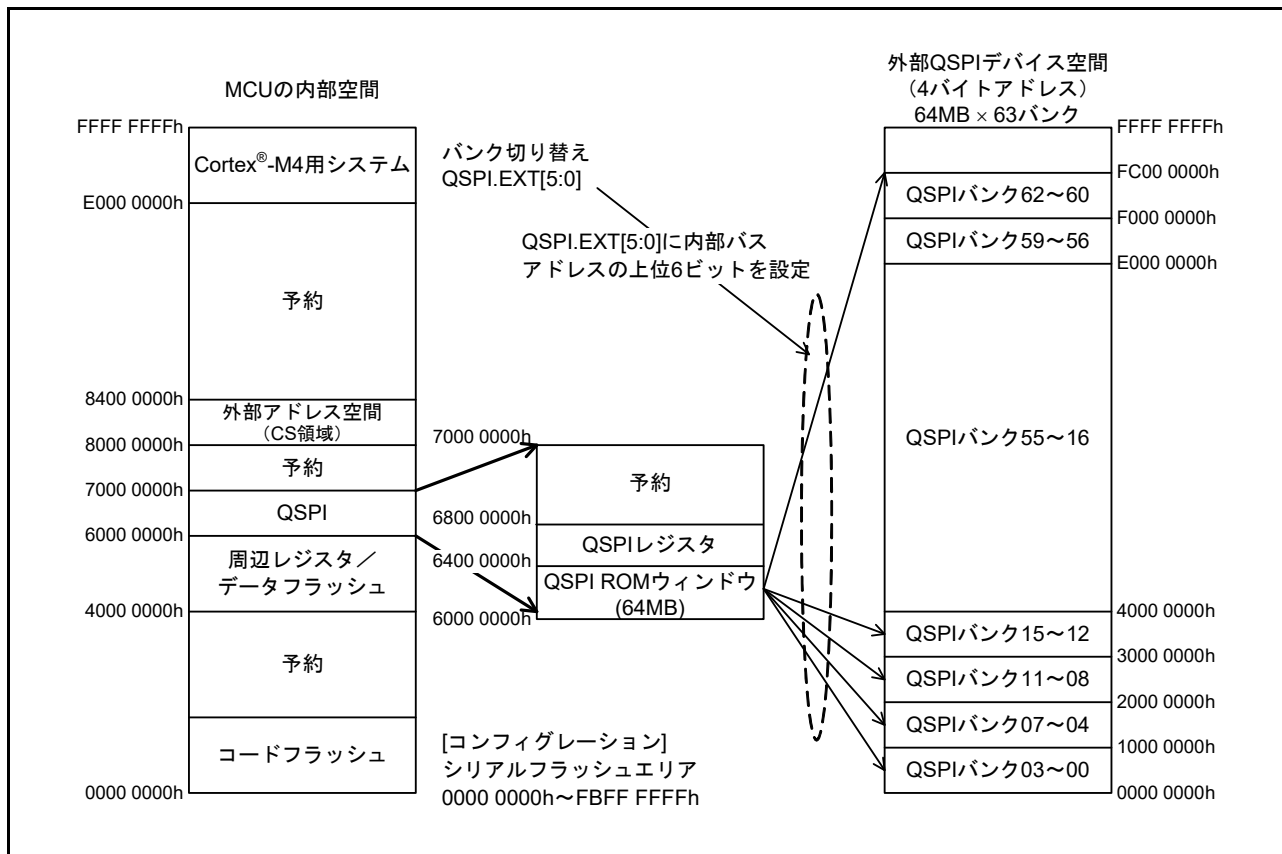 MCUの内部空間
FFFF FFFFh
Cortex®-M4用システム
E000 0000h
予約
8400 0000h
外部アドレス空間
(CS領域)
8000 0000h
予約
7000 0000h
QSPI
6000 0000h
周辺レジスタ／
データフラッシュ
4000 0000h
予約
コードフラッシュ
0000 0000h
バンク切り替え
QSPI.EXT[5:0]
QSPI.EXT[5:0]に内部バス
アドレスの上位6ビットを設定
7000 0000h
予約
6800 0000h
QSPIレジスタ
6400 0000h
QSPI ROMウィンドウ
(64MB)
6000 0000h
[コンフィグレーション]
シリアルフラッシュエリア
0000 0000h～FBFF FFFFh
外部QSPIデバイス空間
（4バイトアドレス）
64MB × 63バンク
FFFF FFFFh
FC00 0000h
QSPIバンク62～60
F000 0000h
QSPIバンク59～56
E000 0000h
QSPIバンク55～16
4000 0000h
QSPIバンク15～12
3000 0000h
QSPIバンク11～08
2000 0000h
QSPIバンク07～04
1000 0000h
QSPIバンク03～00
0000 0000h